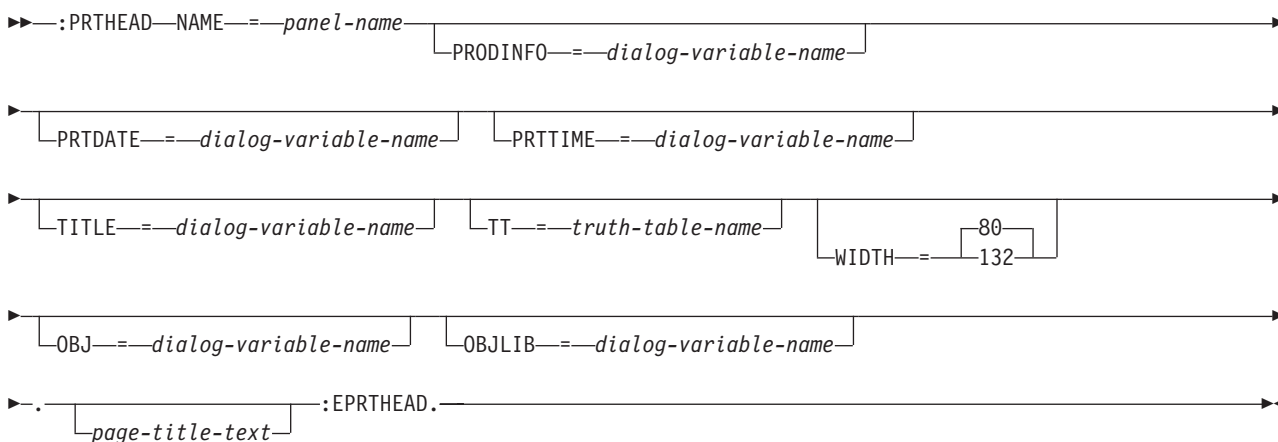 :PRTHEAD NAME = panel-name
PRODINFO = dialog-variable-name
PRTDATE = dialog-variable-name PRTTIME = dialog-variable-name
TITLE = dialog-variable-name TT = truth-table-name
80
WIDTH = 132
OBJ = dialog-variable-name OBJLIB = dialog-variable-name
. :EPRTHEAD.
page-title-text